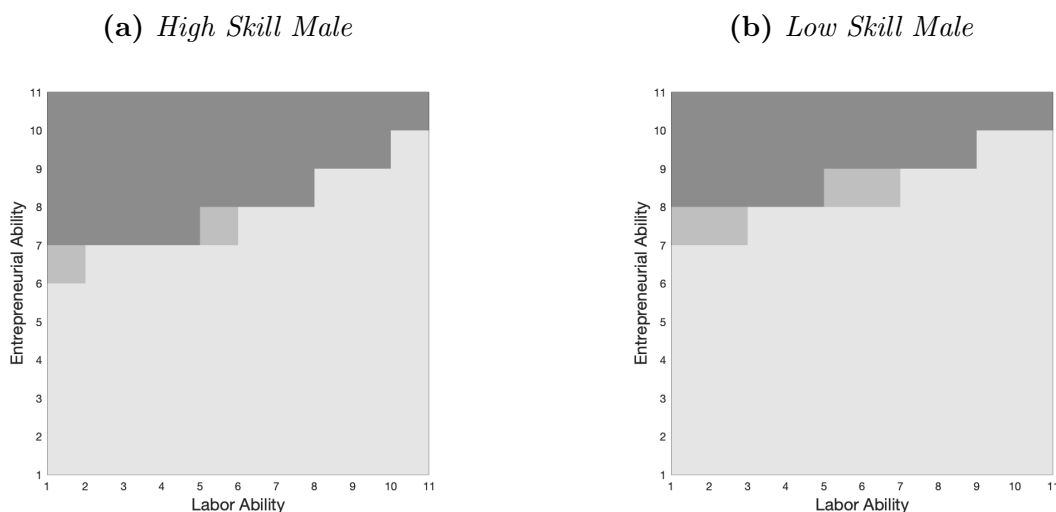 (a) High Skill Male
11
10
9
8
7
6
5
4
3
2
1
1 2 3 4 5 6 7 8 9 10 11
Entrepreneurial Ability
Labor Ability
(b) Low Skill Male
11
10
9
8
7
6
5
4
3
2
1
1 2 3 4 5 6 7 8 9 10 11
Entrepreneurial Ability
Labor Ability